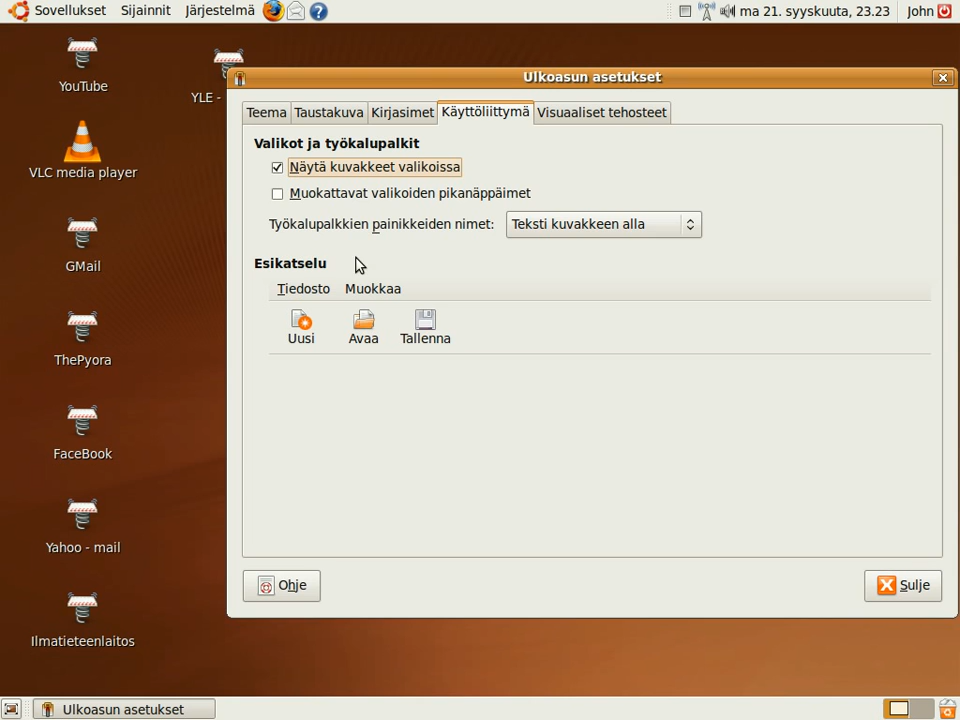 Sovellukset Sijainnit Järjestelmä ma 21. syyskuuta, 23.23 John
YouTube
YLE -
VLC media player
GMail
ThePyora
FaceBook
Yahoo - mail
Ilmatieteenlaitos
Ulkoasun asetukset
Teema Taustakuva Kirjasimet Käyttöliittymä Visuaaliset tehosteet
Valikot ja työkalupalkit
Näytä kuvakkeet valikoissa
Muokattavat valikoiden pikanäppäimet
Työkalupalkkien painikkeiden nimet: Teksti kuvakkeen alla
Esikatselu
Tiedosto Muokkaa
Uusi Avaa Tallenna
Ohje Sulje
Ulkoasun asetukset